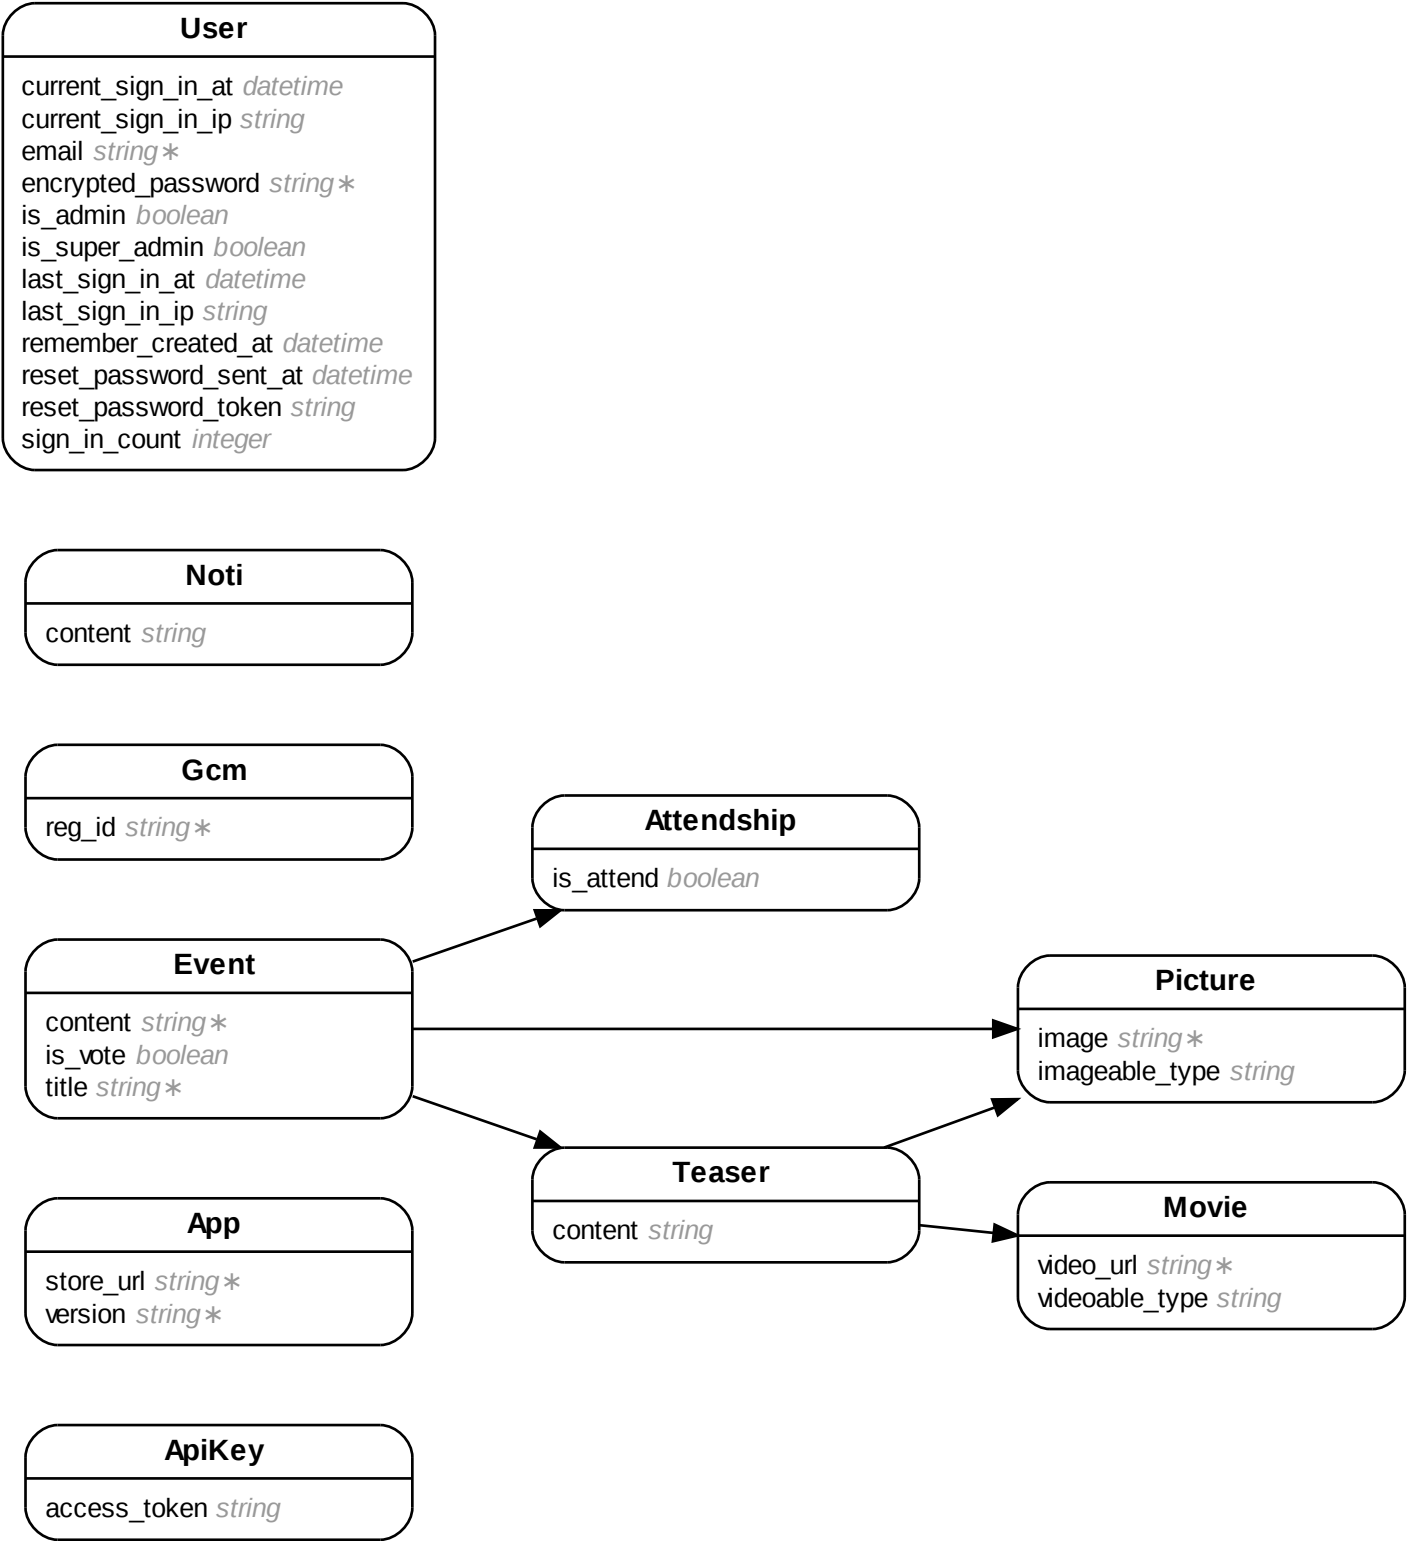 User
current_sign_in_at datetime
current_sign_in_ip string
email string∗
encrypted_password string∗
is_admin boolean
is_super_admin boolean
last_sign_in_at datetime
last_sign_in_ip string
remember_created_at datetime
reset_password_sent_at datetime
reset_password_token string
sign_in_count integer
Noti
content string
Gcm
reg_id string∗
Attendship
is_attend boolean
Event
content string∗
is_vote boolean
title string∗
Picture
image string∗
imageable_type string
Teaser
content string
Movie
video_url string∗
videoable_type string
App
store_url string∗
version string∗
ApiKey
access_token string